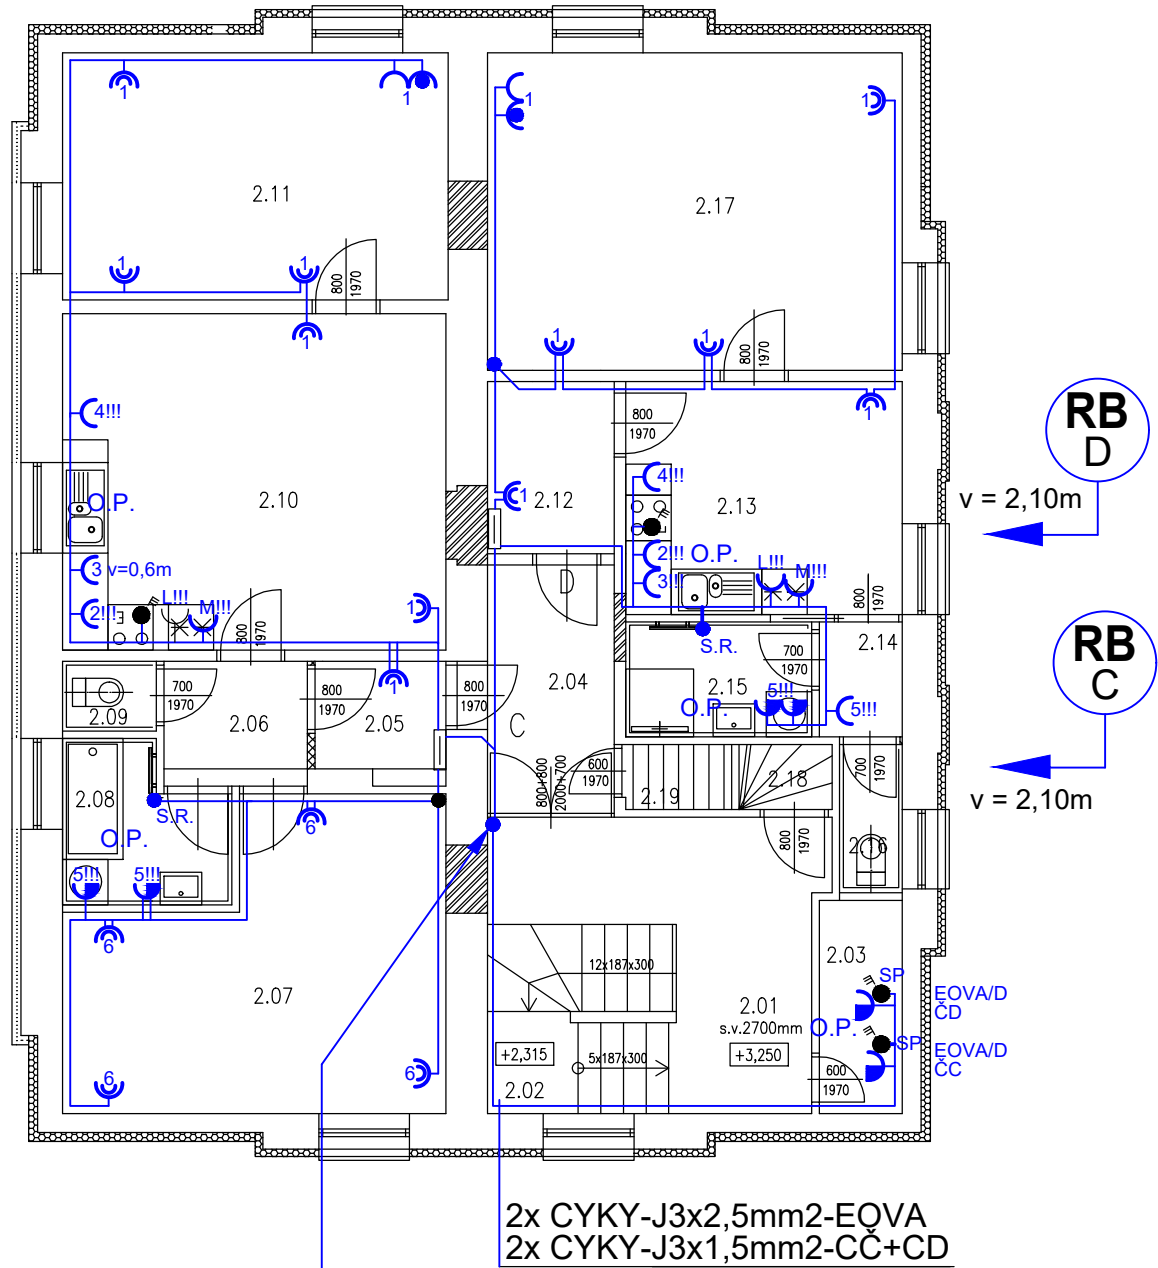 1
1
1
1
2.11
2.17
1
1
800
1970
1
1
1
800
1970
1
4!!!
800
1970
RB
D
O.P.
2.10
1
2.12
4!!!
2.13
v = 2,10m
3 v=0,6m
2!!!
O.P.
3!!!
L!!!
M!!!
2!!!
L!!!
M!!!
800
1970
1
D
800
1970
RB
C
S.R.
2.14
1
700
1970
2.04
2.15
5!!!
O.P.
5!!!
700
1970
800
1970
800
1970
2.09
2.06
2.05
C
800+800
2000+700
600
1970
2.18
2.19
700
1970
v = 2,10m
2.08
S.R.
O.P.
6
800
1970
2.16
5!!!
5!!!
6
2.07
12x187x300
2.01
s.v.2700mm
+3,250
2.03
SP
EOVA/D
ČD
O.P.
SP
EOVA/D
ČC
+2,315
5x187x300
2.02
600
1970
6
6
2x CYKY-J3x2,5mm2-EOVA
2x CYKY-J3x1,5mm2-CČ+CD